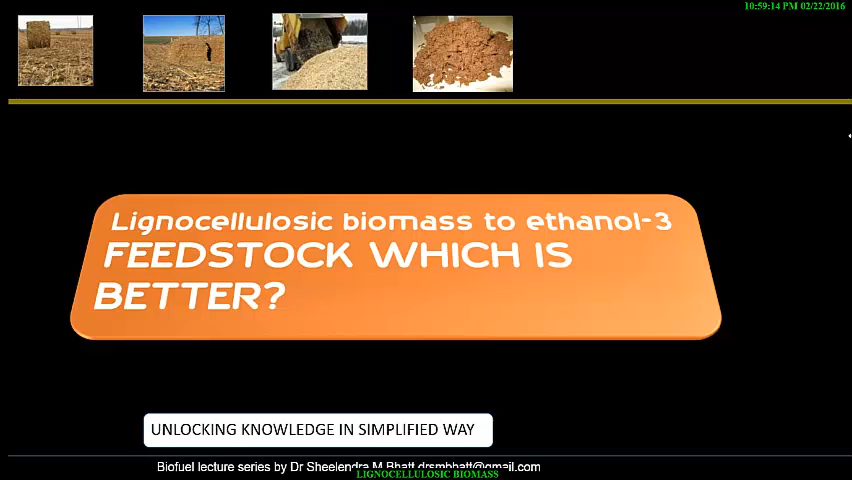 10:59:14 PM 02/22/2016
Lignocellulosic biomass to ethanol-3
FEEDSTOCK WHICH IS
BETTER?
UNLOCKING KNOWLEDGE IN SIMPLIFIED WAY
Biofuel lecture series by Dr Sheelendra M Bhatt drsmbhatt@gmail.com
LIGNOCELLULOSIC BIOMASS